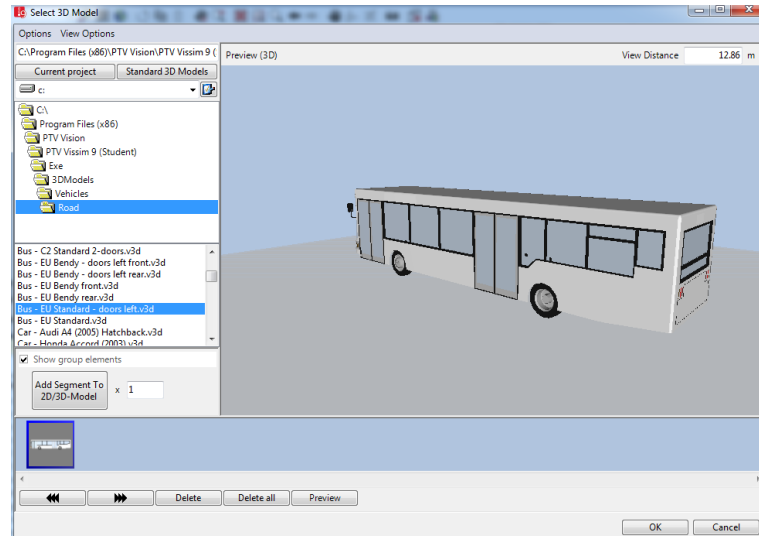 Select 3D Model
Options View Options
C:\Program Files (x86)\PTV Vision\PTV Vissim 9 (
Preview (3D)
View Distance 12.86 m
Current project Standard 3D Models
c:
C:\
Program Files (x86)
PTV Vision
PTV Vissim 9 (Student)
Exe
3DModels
Vehicles
Road
Bus - C2 Standard 2-doors.v3d
Bus - EU Bendy - doors left front.v3d
Bus - EU Bendy - doors left rear.v3d
Bus - EU Bendy front.v3d
Bus - EU Bendy rear.v3d
Bus - EU Standard - doors left.v3d
Bus - EU Standard.v3d
Car - Audi A4 (2005) Hatchback.v3d
Car - Honda Accord (2003).v3d
Show group elements
Add Segment To
2D/3D-Model
x 1
Delete Delete all Preview
OK Cancel